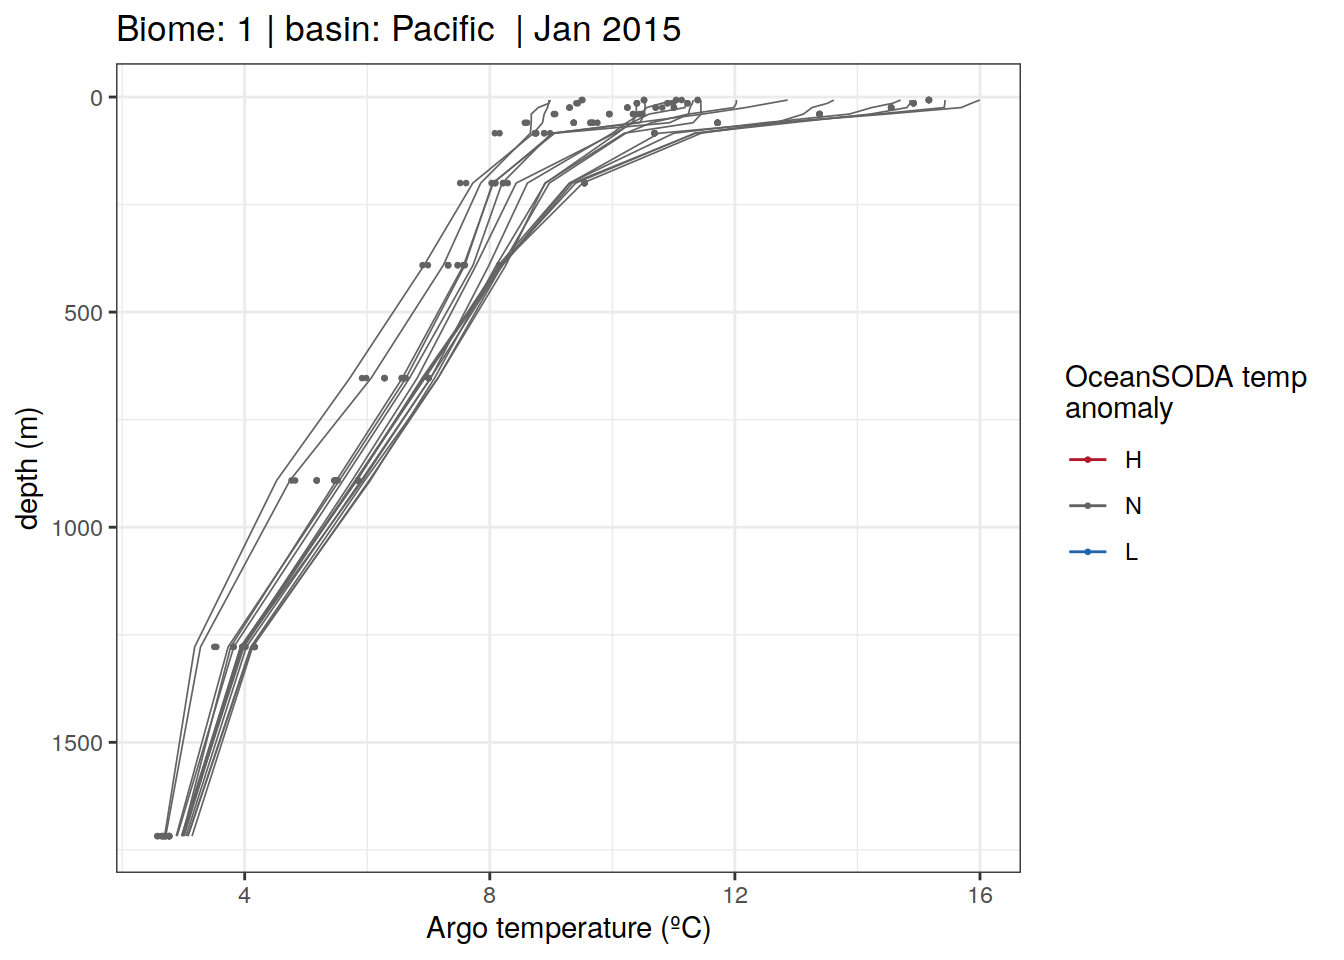 Biome: 1 | basin: Pacific  | Jan 2015
0
500
1000
1500
depth (m)
4
8
12
16
Argo temperature (ºC)
OceanSODA temp
anomaly
H
N
L